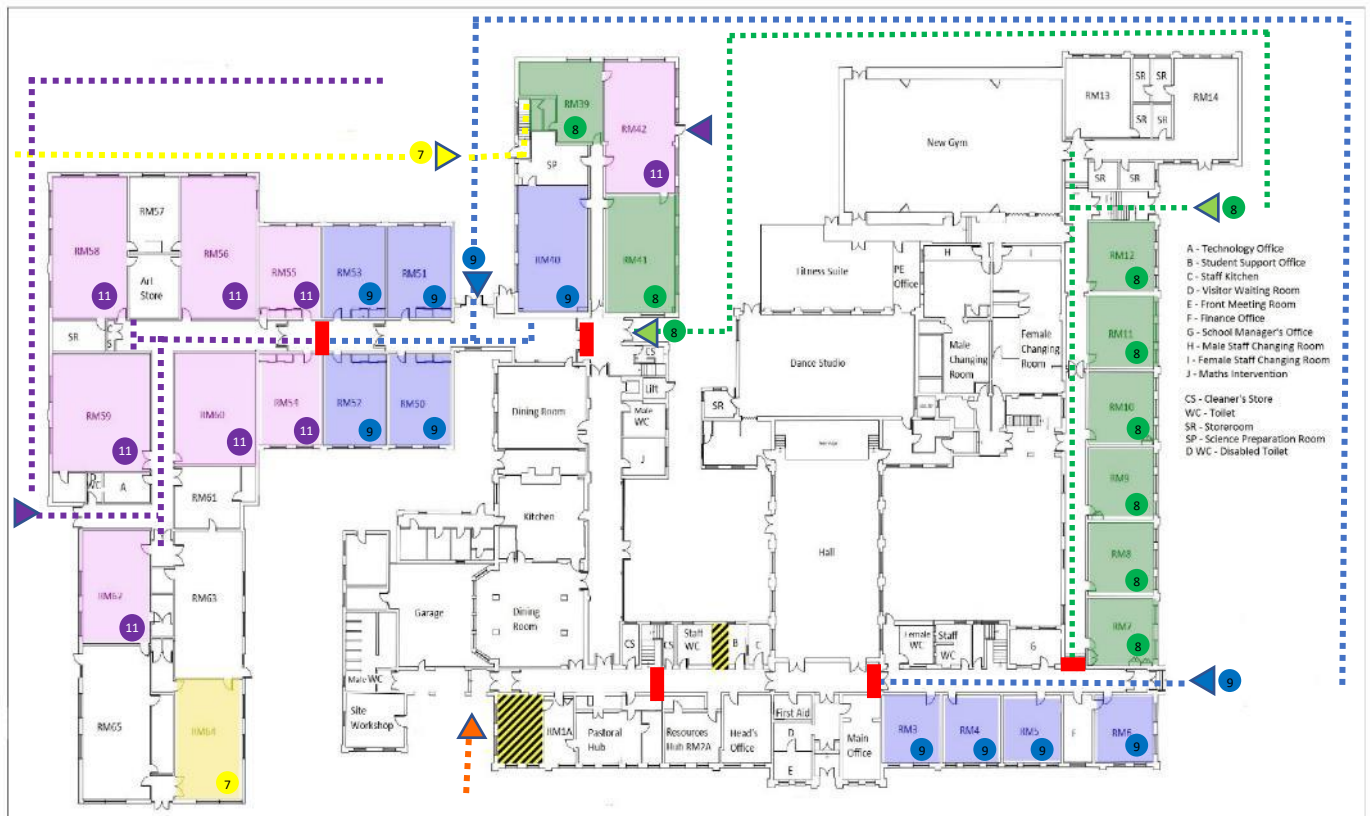 RM39
8
RM42
11
SP
RM40
9
RM41
8
7
9
RM58
11
RM57
Art
Store
RM56
11
RM55
11
RM53
9
RM51
9
SR
RM59
11
RM60
11
RM54
11
RM52
9
RM50
9
D
WC
A
RM61
RM62
11
RM63
RM65
RM64
7
8
CS
Lift
Male
WC
J
Dining Room
Kitchen
Dining
Room
Garage
Male WC
Site
Workshop
New Gym
RM13
SR
SR
SR
SR
RM14
SR
SR
8
Fitness Suite
PE
Office
H
I
Dance Studio
Male
Changing
Room
Female
Changing
Room
SR
Hall
RM12
8
RM11
8
RM10
8
RM9
8
RM8
8
RM7
8
CS
CS
Staff
WC
B
C
Female
WC
Staff
WC
G
9
RM1A
Pastoral
Hub
Resources
Hub RM2A
Head's
Office
First Aid
D
E
Main
Office
RM3
9
RM4
9
RM5
9
F
RM6
9
A - Technology Office
B - Student Support Office
C - Staff Kitchen
D - Visitor Waiting Room
E - Front Meeting Room
F - Finance Office
G - School Manager's Office
H - Male Staff Changing Room
I - Female Staff Changing Room
J - Maths Intervention
CS - Cleaner's Store
WC - Toilet
SR - Storeroom
SP - Science Preparation Room
D WC - Disabled Toilet